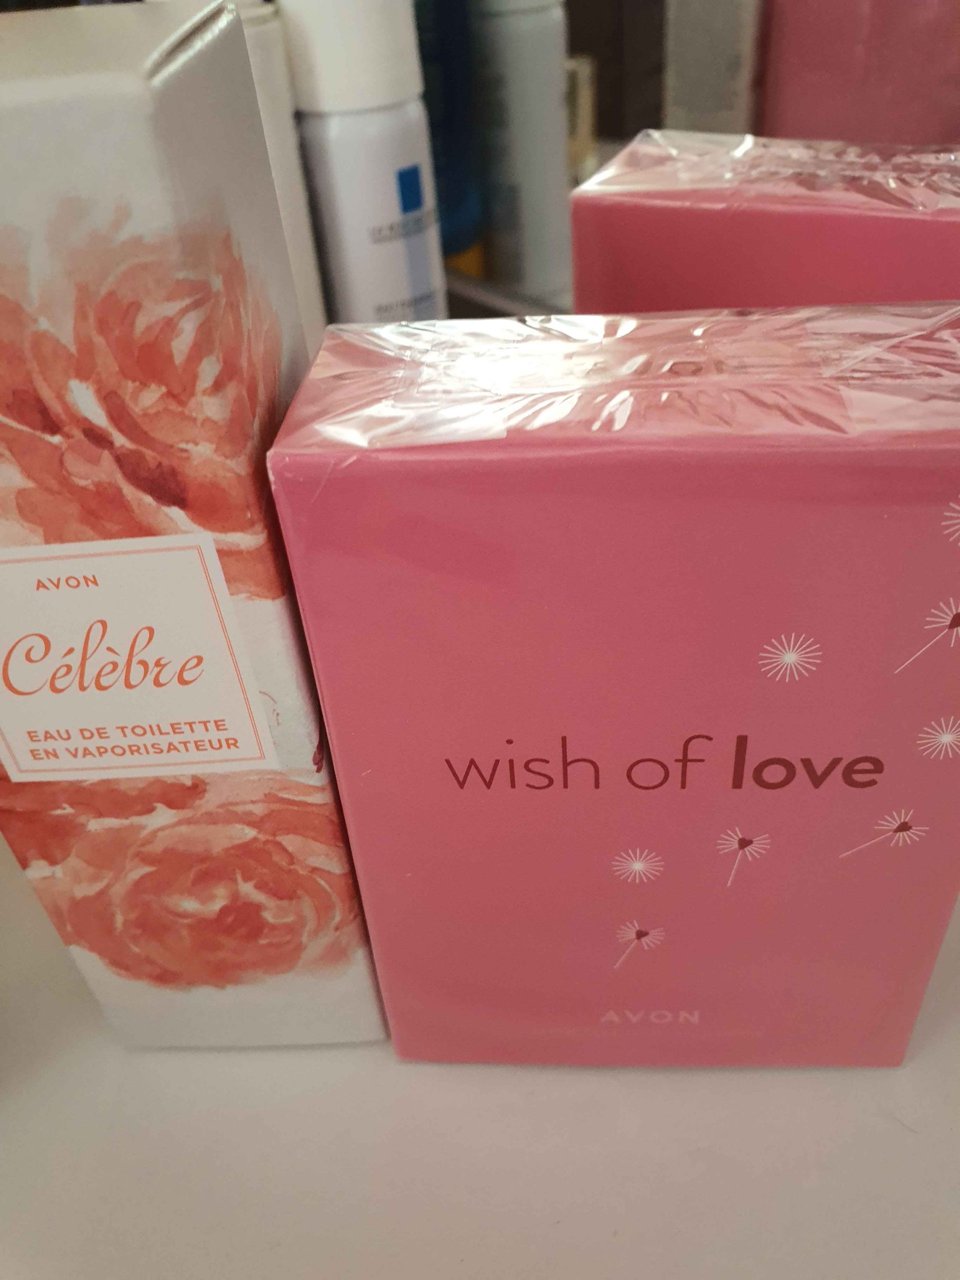 AVON
Célèbre
EAU DE TOILETTE
EN VAPORISATEUR
wish of love
AVON